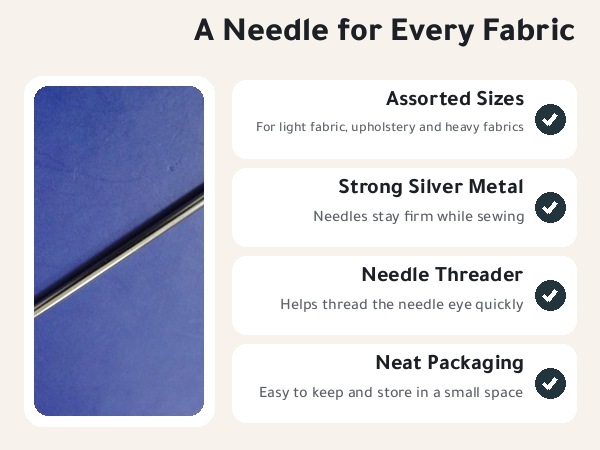 A Needle for Every Fabric
Assorted Sizes
For light fabric, upholstery and heavy fabrics
Strong Silver Metal
Needles stay firm while sewing
Needle Threader
Helps thread the needle eye quickly
Neat Packaging
Easy to keep and store in a small space